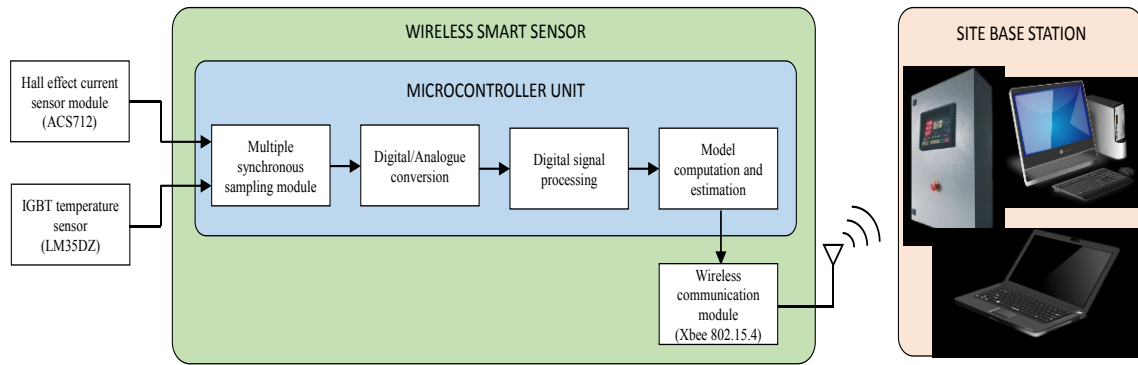 WIRELESS SMART SENSOR
SITE BASE STATION
MICROCONTROLLER UNIT
Hall effect current
sensor module
(ACS712)
IGBT temperature
sensor
(LM35DZ)
Multiple
synchronous
sampling module
Digital/Analogue
conversion
Digital signal
processing
Model
computation and
estimation
Wireless
communication
module
(Xbee 802.15.4)